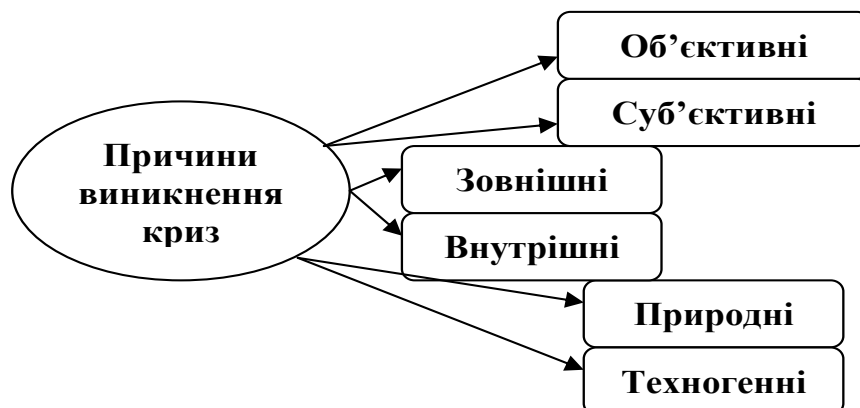 Причини
виникнення
криз
Об’єктивні
Суб’єктивні
Зовнішні
Внутрішні
Природні
Техногенні